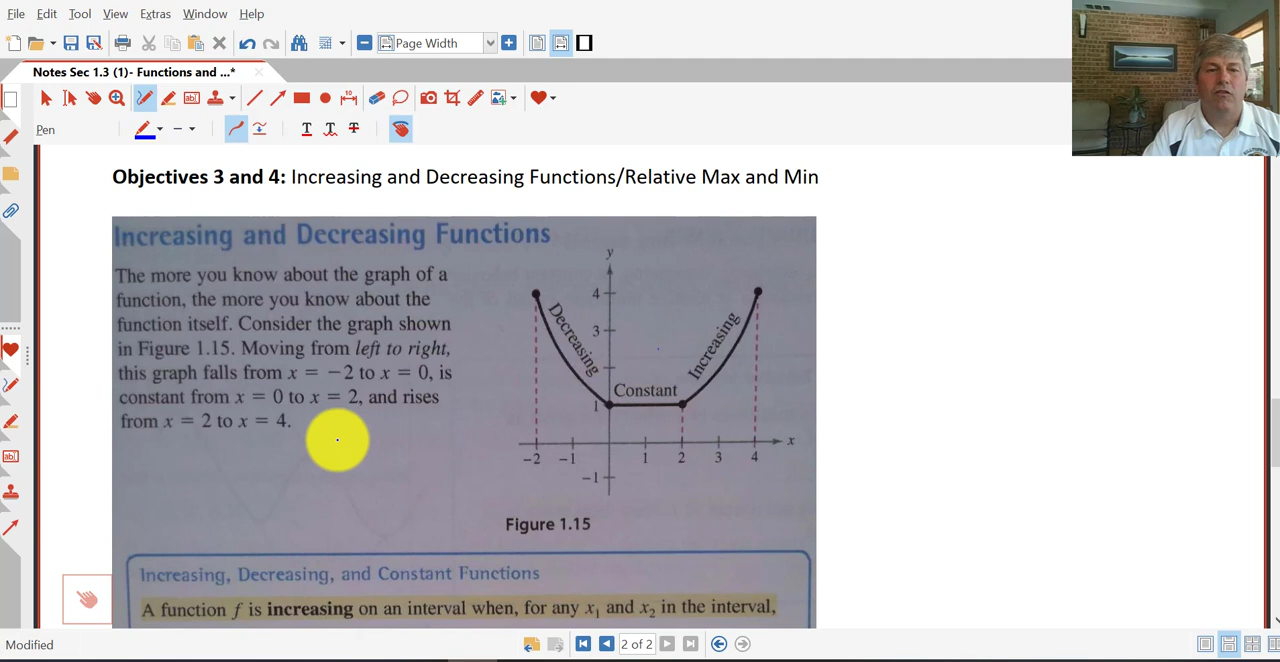 File Edit Tool View Extras Window Help
Page Width
Notes Sec 1.3 (1)- Functions and ...*
Pen
Objectives 3 and 4: Increasing and Decreasing Functions/Relative Max and Min
Increasing and Decreasing Functions
The more you know about the graph of a
function, the more you know about the
function itself. Consider the graph shown
in Figure 1.15. Moving from left to right,
this graph falls from x = −2 to x = 0, is
constant from x = 0 to x = 2, and rises
from x = 2 to x = 4.
y
4
3
1
−1
−2 −1 1 2 3 4 x
Decreasing
Constant
Increasing
Figure 1.15
Increasing, Decreasing, and Constant Functions
A function f is increasing on an interval when, for any x₁ and x₂ in the interval,
Modified
2 of 2